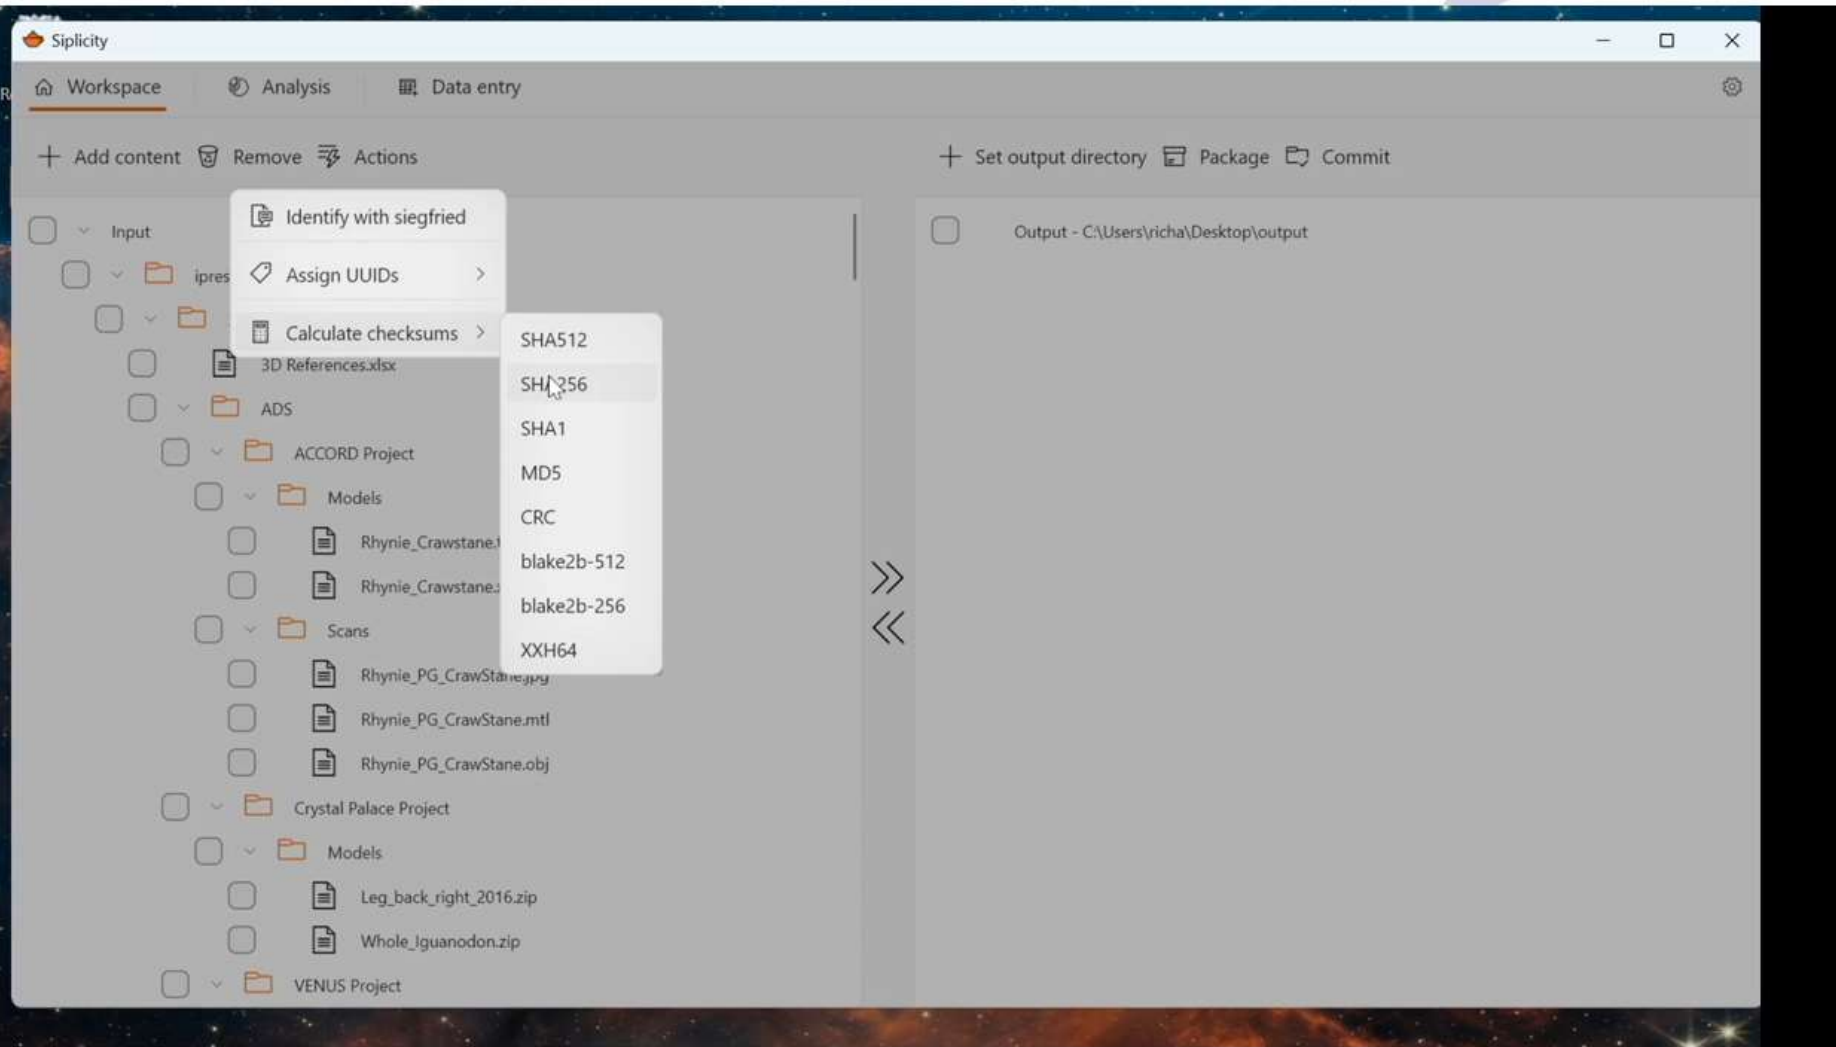 Siplicity
Workspace Analysis Data entry
Add content Remove Actions Set output directory Package Commit
Identify with siegfried
Input
Output - C:\Users\richa\Desktop\output
ipres
Assign UUIDs
Calculate checksums
SHA512
3D References.xlsx
SHA256
ADS
SHA1
ACCORD Project
MD5
Models
CRC
Rhynie_Crawstane.
blake2b-512
Rhynie_Crawstane.
blake2b-256
Scans
XXH64
Rhynie_PG_CrawStane.jpg
Rhynie_PG_CrawStane.mtl
Rhynie_PG_CrawStane.obj
Crystal Palace Project
Models
Leg_back_right_2016.zip
Whole_Iguanodon.zip
VENUS Project